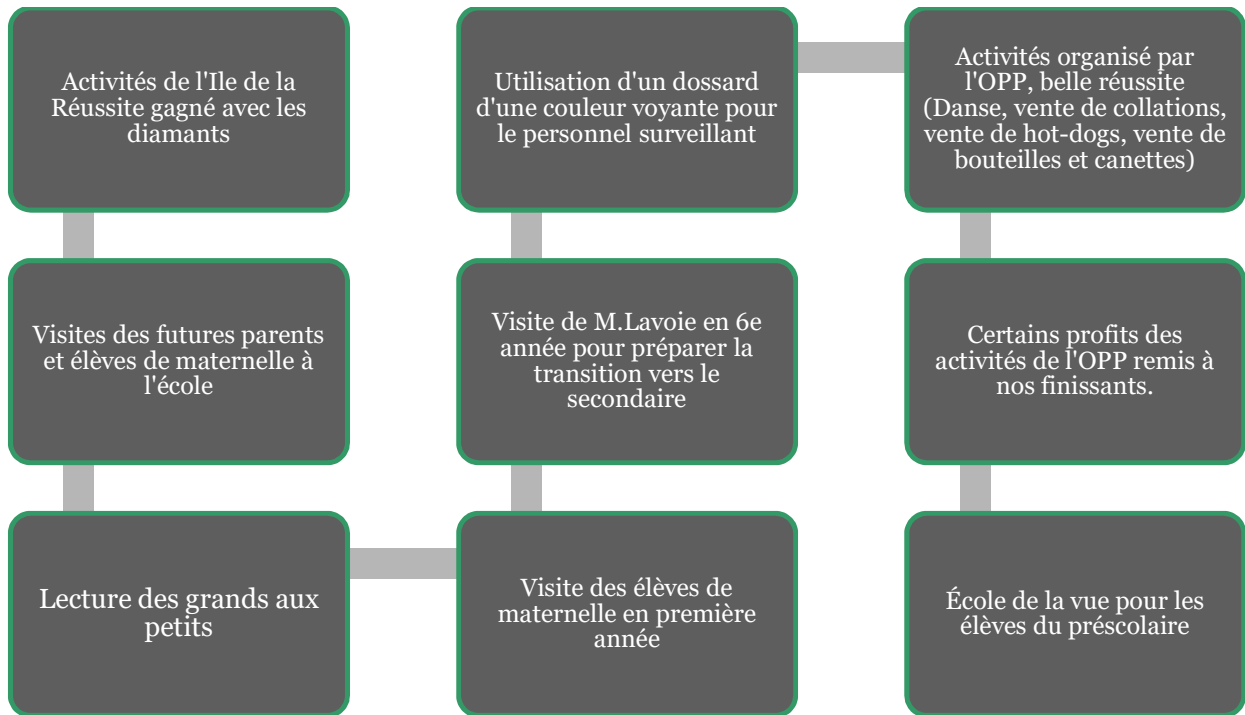 Activités de l'Ile de la
Réussite gagné avec les
diamants
Visites des futures parents
et élèves de maternelle à
l'école
Lecture des grands aux
petits
Visite des élèves de
maternelle en première
année
Visite de M.Lavoie en 6e
année pour préparer la
transition vers le
secondaire
Utilisation d'un dossard
d'une couleur voyante pour
le personnel surveillant
Activités organisé par
l'OPP, belle réussite
(Danse, vente de collations,
vente de hot-dogs, vente de
bouteilles et canettes)
Certains profits des
activités de l'OPP remis à
nos finissants.
École de la vue pour les
élèves du préscolaire